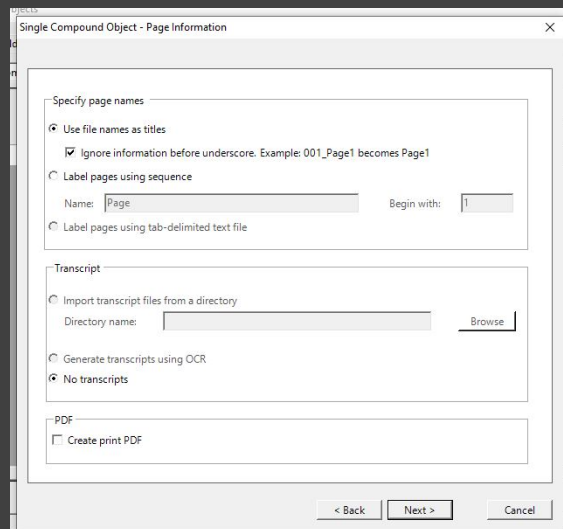 Single Compound Object - Page Information
Specify page names
Use file names as titles
Ignore information before underscore. Example: 001_Page1 becomes Page1
Label pages using sequence
Name: Page Begin with: 1
Label pages using tab-delimited text file
Transcript
Import transcript files from a directory
Directory name: Browse
Generate transcripts using OCR
No transcripts
PDF
Create print PDF
< Back Next > Cancel